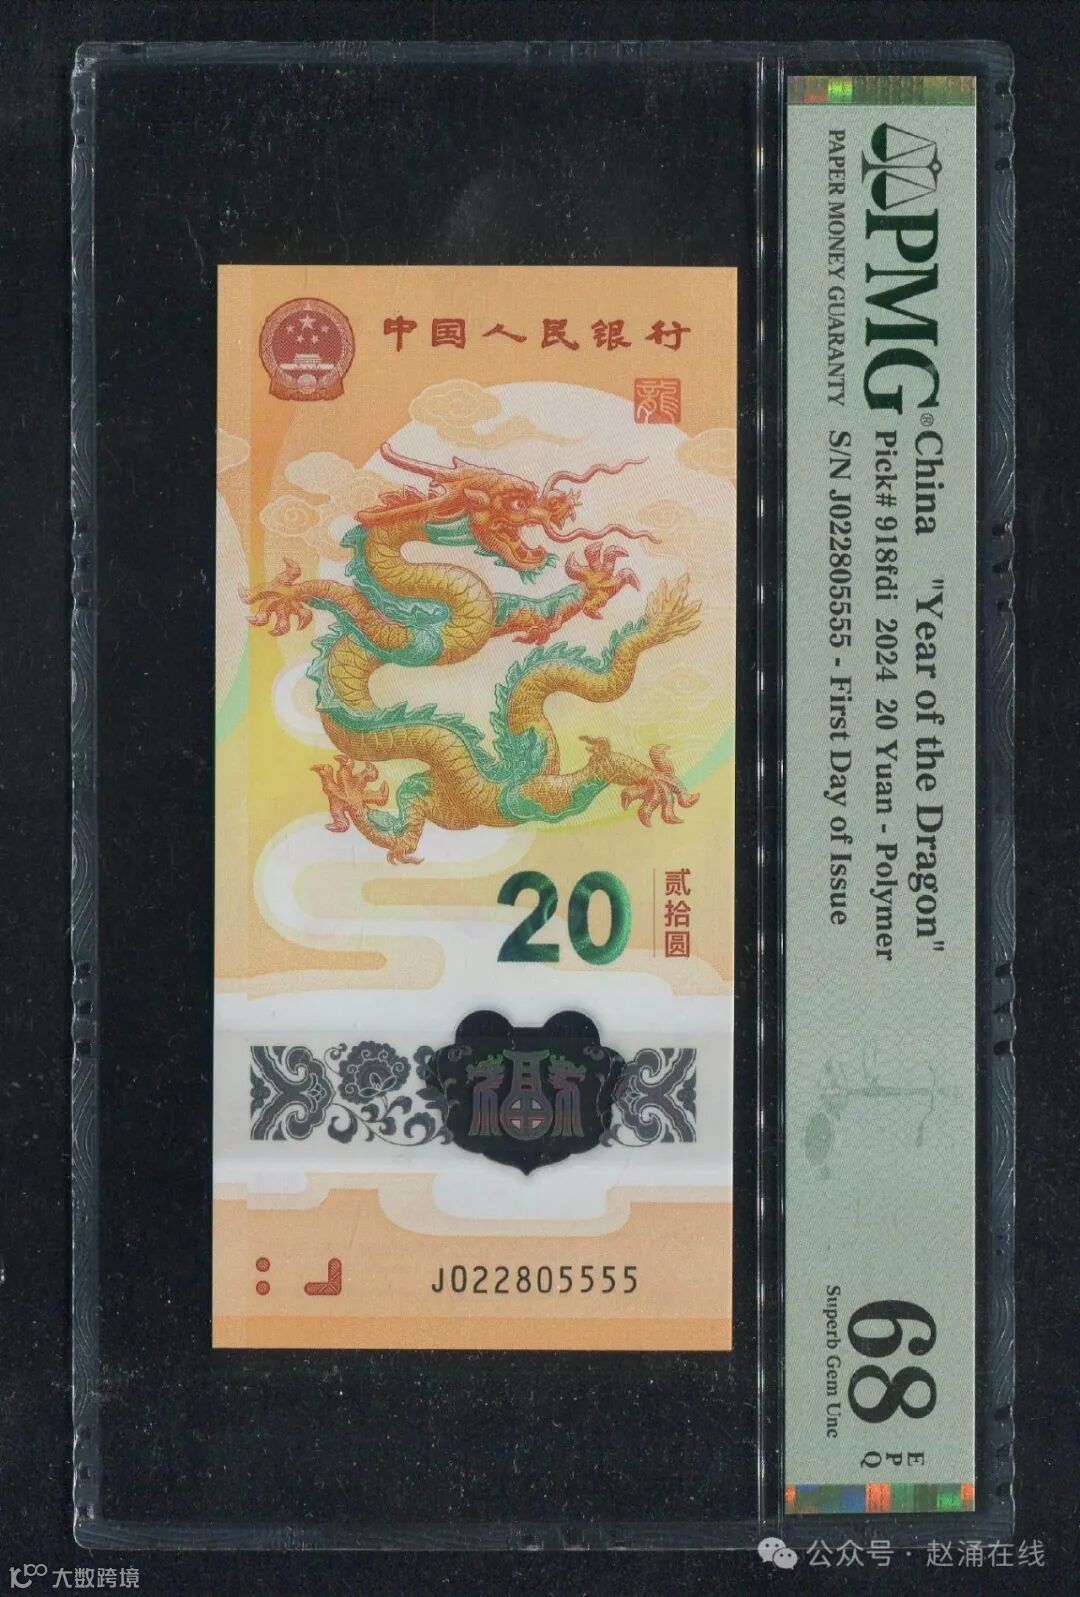 中国人民银行
龍
20
贰拾圆
福
J022805555
PMG®
PAPER MONEY GUARANTY
China "Year of the Dragon"
Pick# 918fdi 2024 20 Yuan - Polymer
S/N J022805555 - First Day of Issue
68 EPQ
Superb Gem Unc
公众号 · 赵涌在线
大数跨境